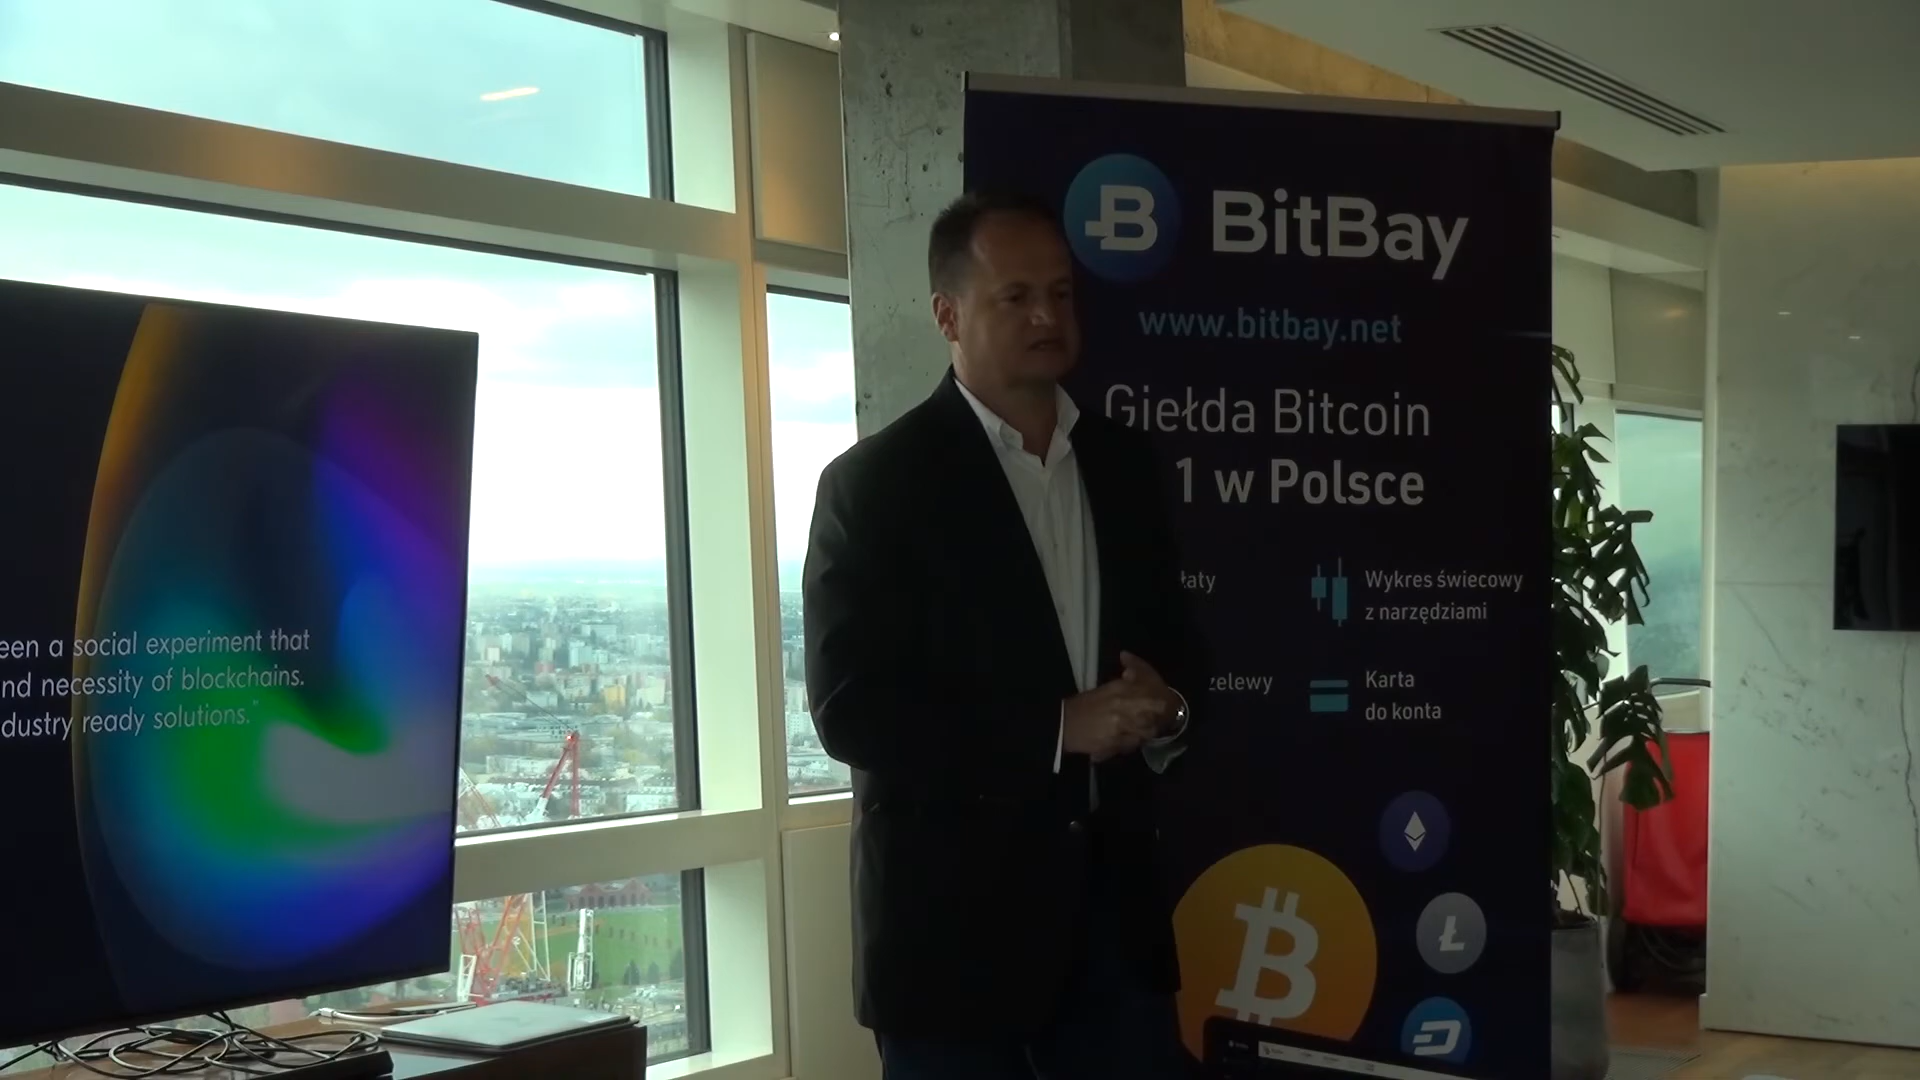 een a social experiment that
nd necessity of blockchains.
dustry ready solutions."
BitBay
www.bitbay.net
Giełda Bitcoin
1 w Polsce
łaty
Wykres świecowy
z narzędziami
zelewy
Karta
do konta